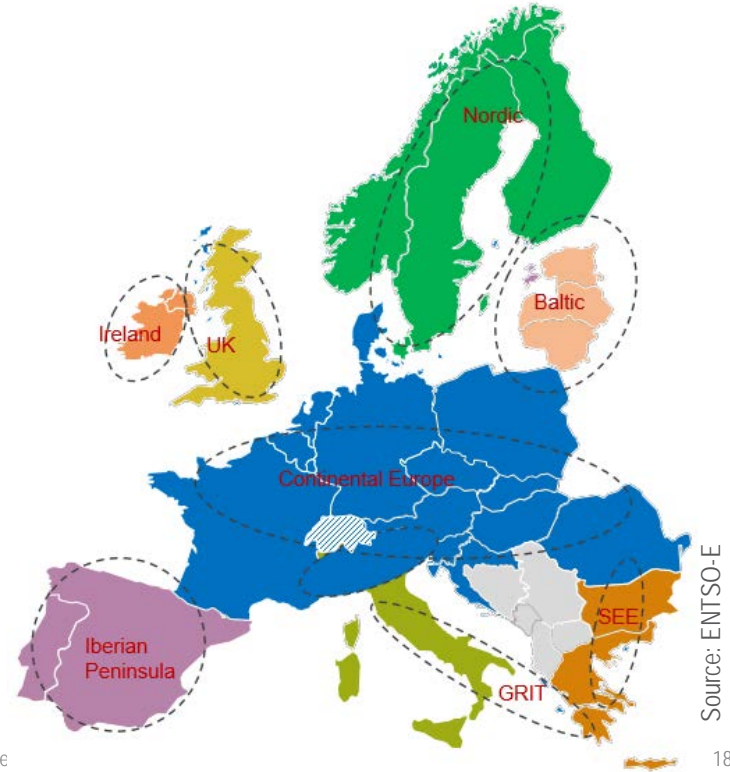 Nordic
Baltic
Ireland
UK
Continental Europe
Iberian
Peninsula
SEE
GRIT
Source: ENTSO-E
e
18